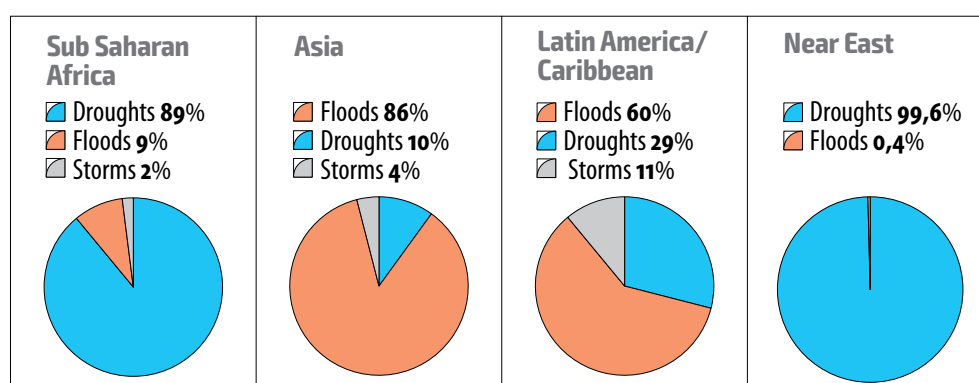 Sub Saharan
Africa
Droughts 89%
Floods 9%
Storms 2%
Asia
Floods 86%
Droughts 10%
Storms 4%
Latin America/
Caribbean
Floods 60%
Droughts 29%
Storms 11%
Near East
Droughts 99,6%
Floods 0,4%